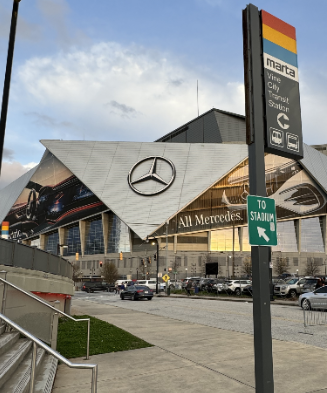 marta
Vine
City
Transit
Station
C
All Mercedes.
TO
STADIUM